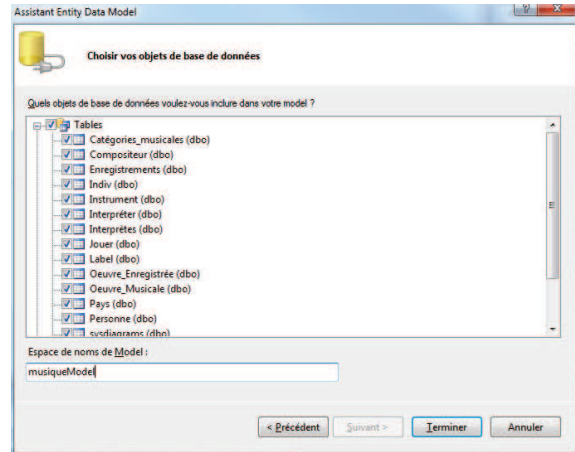 Assistant Entity Data Model
Choisir vos objets de base de données
Quels objets de base de données voulez-vous inclure dans votre model ?
Tables
Catégories_musicales (dbo)
Compositeur (dbo)
Enregistrements (dbo)
Indiv (dbo)
Instrument (dbo)
Interpréter (dbo)
Interprètes (dbo)
Jouer (dbo)
Label (dbo)
Oeuvre_Enregistrée (dbo)
Oeuvre_Musicale (dbo)
Pays (dbo)
Personne (dbo)
sysdiagrams (dbo)
Espace de noms de Model :
musiqueModel
< Précédent Suivant > Terminer Annuler